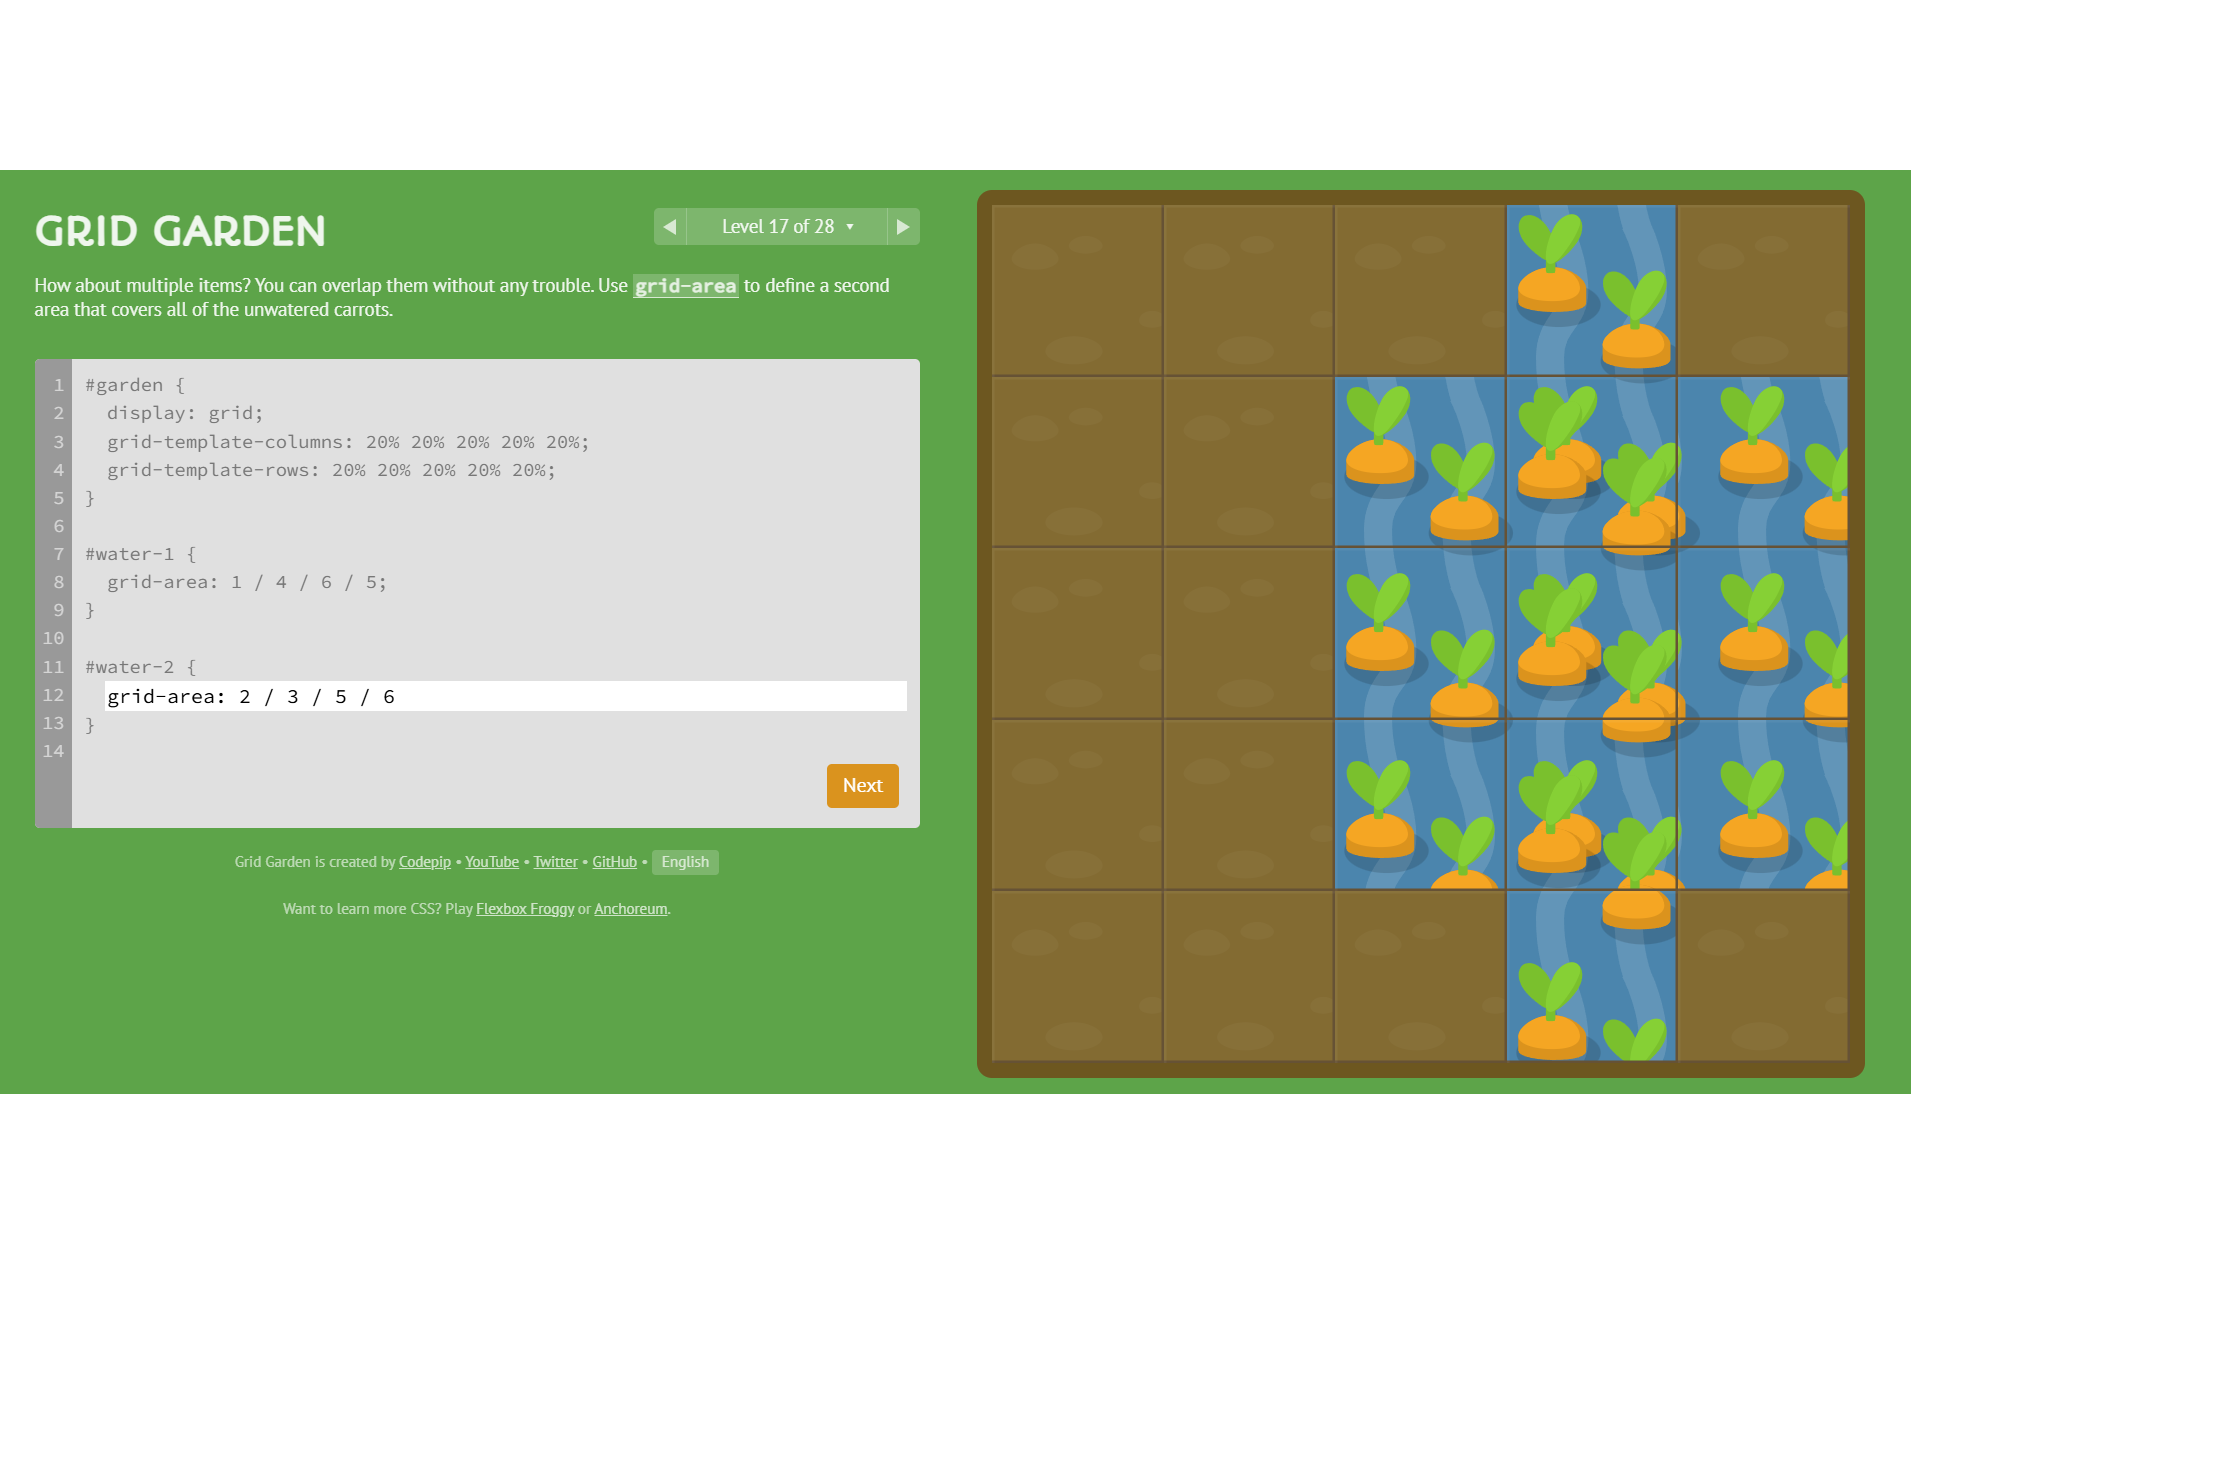 GRID GARDEN
◀ Level 17 of 28 ▼ ▶
How about multiple items? You can overlap them without any trouble. Use grid-area to define a second
area that covers all of the unwatered carrots.
1 #garden {
2 display: grid;
3 grid-template-columns: 20% 20% 20% 20% 20%;
4 grid-template-rows: 20% 20% 20% 20% 20%;
5 }
6
7 #water-1 {
8 grid-area: 1 / 4 / 6 / 5;
9 }
10
11 #water-2 {
12 grid-area: 2 / 3 / 5 / 6
13 }
14
Next
Grid Garden is created by Codepip • YouTube • Twitter • GitHub • English
Want to learn more CSS? Play Flexbox Froggy or Anchoreum.